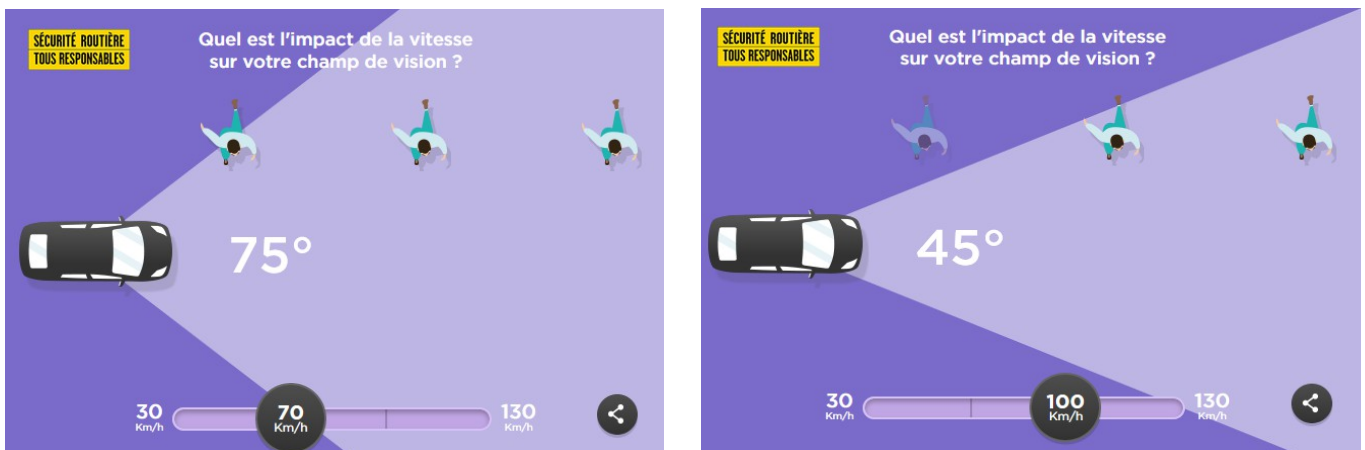 SÉCURITÉ ROUTIÈRE
TOUS RESPONSABLES
Quel est l'impact de la vitesse
sur votre champ de vision ?
75°
30
Km/h
70
Km/h
130
Km/h
SÉCURITÉ ROUTIÈRE
TOUS RESPONSABLES
Quel est l'impact de la vitesse
sur votre champ de vision ?
45°
30
Km/h
100
Km/h
130
Km/h